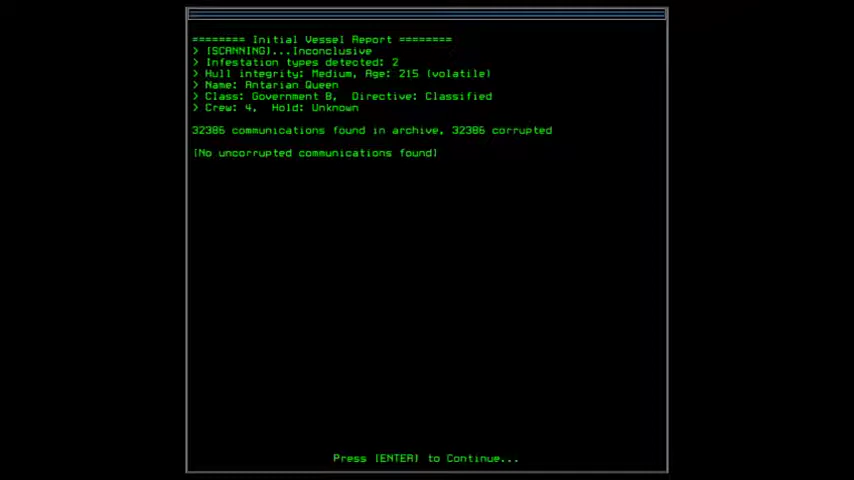 ======== Initial Vessel Report ========
> [SCANNING]...Inconclusive
> Infestation types detected: 2
> Hull integrity: Medium, Age: 215 (volatile)
> Name: Antarian Queen
> Class: Government B, Directive: Classified
> Crew: 4, Hold: Unknown
32386 communications found in archive, 32386 corrupted
[No uncorrupted communications found]
Press [ENTER] to Continue...